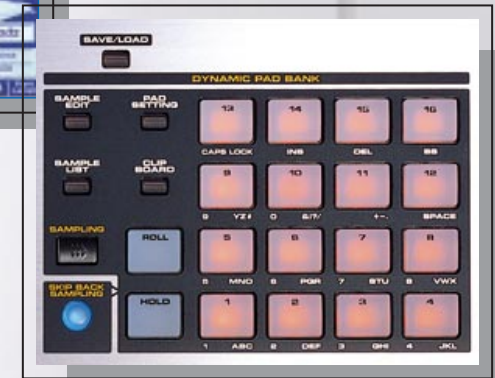 SAVE/LOAD
DYNAMIC PAD BANK
SAMPLE EDIT
PAD SETTING
13 14 15 16
CAPS LOCK INS DEL BS
SAMPLE LIST
CLIP BOARD
9 10 11 12
9 YZ# 0 &/?/ +-. SPACE
SAMPLING
ROLL
5 6 7 8
5 MNO 6 PQR 7 STU 8 VWX
SKIP BACK SAMPLING
HOLD
1 2 3 4
1 ABC 2 DEF 3 GHI 4 JKL